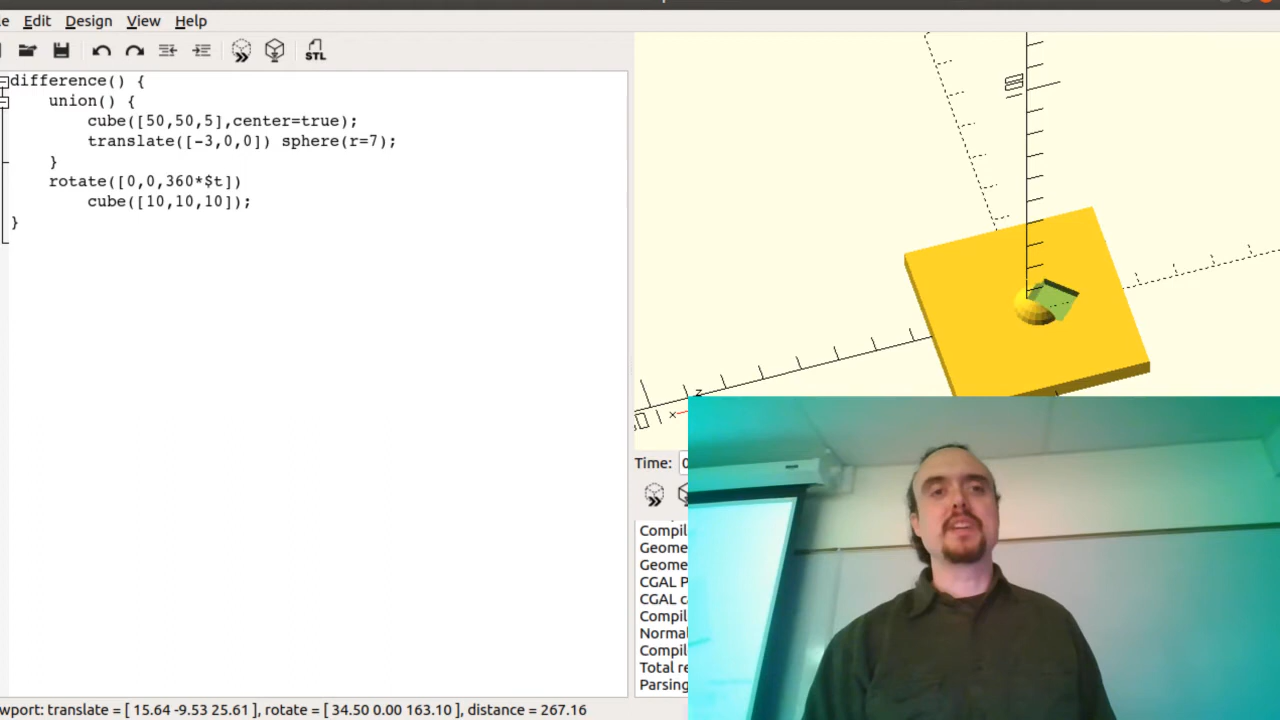 Edit Design View Help
STL
difference() {
union() {
cube([50,50,5],center=true);
translate([-3,0,0]) sphere(r=7);
}
rotate([0,0,360*$t])
cube([10,10,10]);
}
z
x
Time:
Compil
Geome
Geome
CGAL P
CGAL c
Compil
Normal
Compil
Total re
Parsing
wport: translate = [ 15.64 -9.53 25.61 ], rotate = [ 34.50 0.00 163.10 ], distance = 267.16